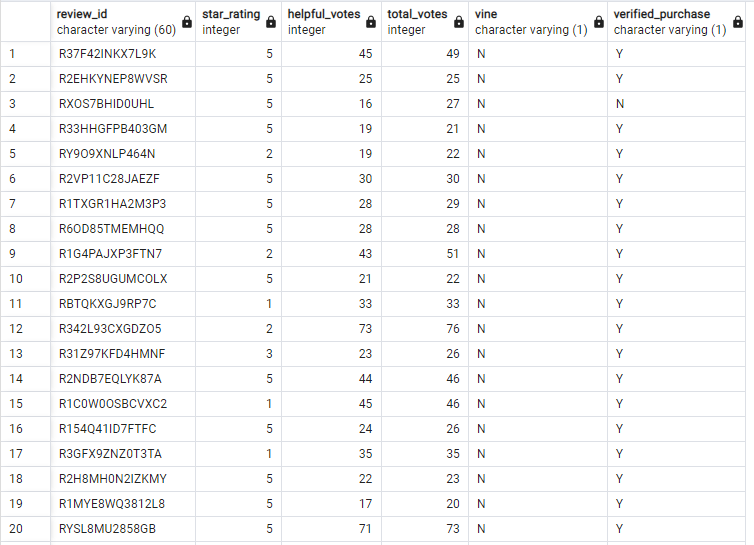 review_id star_rating helpful_votes total_votes vine verified_purchase
character varying (60) integer integer integer character varying (1) character varying (1)
1 R37F42INKX7L9K 5 45 49 N Y
2 R2EHKYNEP8WVSR 5 25 25 N Y
3 RXOS7BHID0UHL 5 16 27 N N
4 R33HHGFPB403GM 5 19 21 N Y
5 RY9O9XNLP464N 2 19 22 N Y
6 R2VP11C28JAEZF 5 30 30 N Y
7 R1TXGR1HA2M3P3 5 28 29 N Y
8 R6OD85TMEMHQQ 5 28 28 N Y
9 R1G4PAJXP3FTN7 2 43 51 N Y
10 R2P2S8UGUMCOLX 5 21 22 N Y
11 RBTQKXGJ9RP7C 1 33 33 N Y
12 R342L93CXGDZO5 2 73 76 N Y
13 R31Z97KFD4HMNF 3 23 26 N Y
14 R2NDB7EQLYK87A 5 44 46 N Y
15 R1C0W0OSBCVXC2 1 45 46 N Y
16 R154Q41ID7FTFC 5 24 26 N Y
17 R3GFX9ZNZ0T3TA 1 35 35 N Y
18 R2H8MH0N2IZKMY 5 22 23 N Y
19 R1MYE8WQ3812L8 5 17 20 N Y
20 RYSL8MU2858GB 5 71 73 N Y